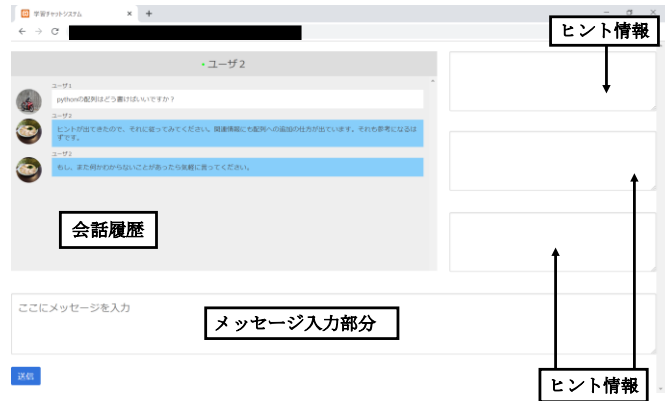 学習チャットシステム
ヒント情報
・ユーザ２
ユーザ1
pythonの配列はどう書けばいいですか？
ユーザ2
ヒントが出てきたので、それに従ってみてください。関連情報にも配列への追加の仕方が出ています。それも参考になるは
ずです。
ユーザ2
もし、また何かわからないことがあったら気軽に言ってください。
会話履歴
ここにメッセージを入力
メッセージ入力部分
送信
ヒント情報